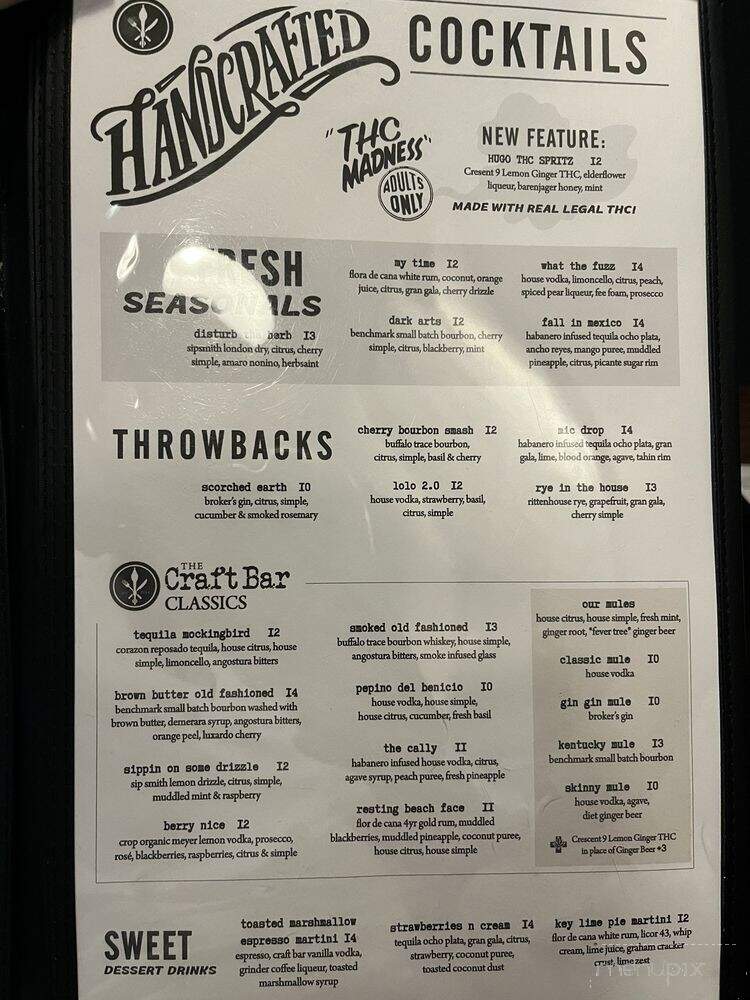 HANDCRAFTED
COCKTAILS
"THC
MADNESS"
ADULTS
ONLY
NEW FEATURE:
HUGO THC SPRITZ 12
Cresent 9 Lemon Ginger THC, elderflower
liqueur, barenjager honey, mint
MADE WITH REAL LEGAL THC!
FRESH
SEASONALS
disturb the herb 13
sipsmith london dry, citrus, cherry
simple, amaro nonino, herbsaint
my time 12
flora de cana white rum, coconut, orange
juice, citrus, gran gala, cherry drizzle
dark arts 12
benchmark small batch bourbon, cherry
simple, citrus, blackberry, mint
what the fuzz 14
house vodka, limoncello, citrus, peach,
spiced pear liqueur, fee foam, prosecco
fall in mexico 14
habanero infused tequila ocho plata,
ancho reyes, mango puree, muddled
pineapple, citrus, picante sugar rim
THROWBACKS
scorched earth 10
broker's gin, citrus, simple,
cucumber & smoked rosemary
cherry bourbon smash 12
buffalo trace bourbon,
citrus, simple, basil & cherry
lolo 2.0 12
house vodka, strawberry, basil,
citrus, simple
mic drop 14
habanero infused tequila ocho plata, gran
gala, lime, blood orange, agave, tahin rim
rye in the house 13
rittenhouse rye, grapefruit, gran gala,
cherry simple
THE
Craft Bar
CLASSICS
tequila mockingbird 12
corazon reposado tequila, house citrus, house
simple, limoncello, angostura bitters
brown butter old fashioned 14
benchmark small batch bourbon washed with
brown butter, demerara syrup, angostura bitters,
orange peel, luxardo cherry
sippin on some drizzle 12
sip smith lemon drizzle, citrus, simple,
muddled mint & raspberry
berry nice 12
crop organic meyer lemon vodka, prosecco,
rosé, blackberries, raspberries, citrus & simple
smoked old fashioned 13
buffalo trace bourbon whiskey, house simple,
angostura bitters, smoke infused glass
pepino del benicio 10
house vodka, house simple,
house citrus, cucumber, fresh basil
the cally 11
habanero infused house vodka, citrus,
agave syrup, peach puree, fresh pineapple
resting beach face 11
flor de cana 4yr gold rum, muddled
blackberries, muddled pineapple, coconut puree,
house citrus, house simple
our mules
house citrus, house simple, fresh mint,
ginger root, "fever tree" ginger beer
classic mule 10
house vodka
gin gin mule 10
broker's gin
kentucky mule 13
benchmark small batch bourbon
skinny mule 10
house vodka, agave,
diet ginger beer
Crescent 9 Lemon Ginger THC
in place of Ginger Beer +3
SWEET
DESSERT DRINKS
toasted marshmallow
espresso martini 14
espresso, craft bar vanilla vodka,
grinder coffee liqueur, toasted
marshmallow syrup
strawberries n cream 14
tequila ocho plata, gran gala, citrus,
strawberry, coconut puree,
toasted coconut dust
key lime pie martini 12
flor de cana white rum, licor 43, whip
cream, lime juice, graham cracker
crust, lime zest
menupix